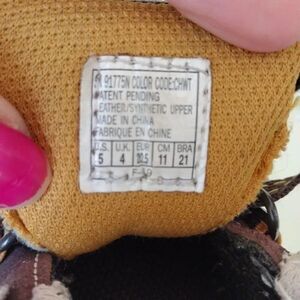 91775N COLOR CODE:CHWT
PATENT PENDING
LEATHER/SYNTHETIC UPPER
MADE IN CHINA
FABRIQUE EN CHINE
U.S. U.K. EUR CM BRA
5 4 20.5 11 21